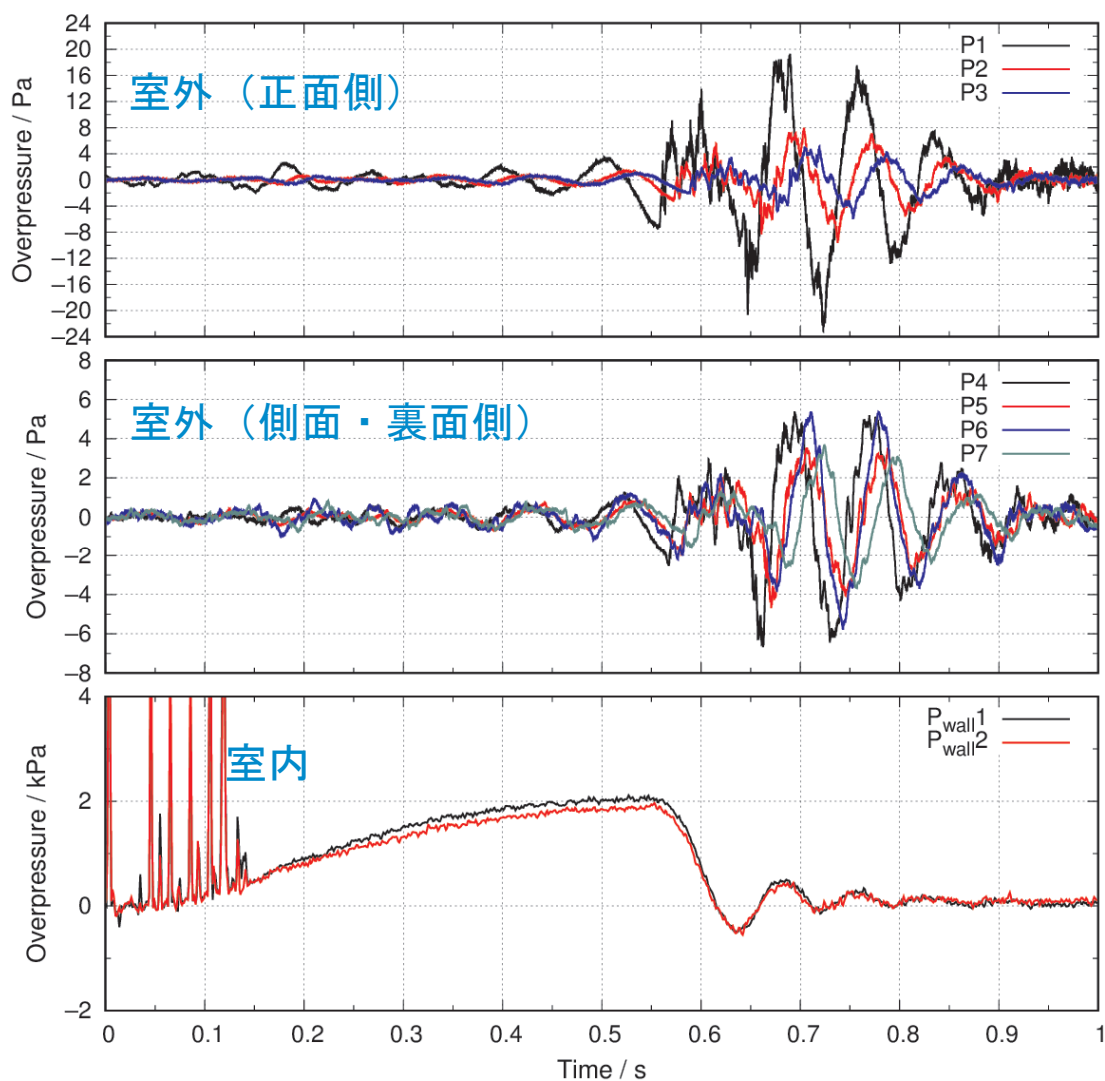 24
20
16
12
8
4
0
−4
−8
−12
−16
−20
−24
Overpressure / Pa
室外（正面側）
P1
P2
P3
8
6
4
2
0
−2
−4
−6
−8
Overpressure / Pa
室外（側面・裏面側）
P4
P5
P6
P7
4
2
0
−2
Overpressure / kPa
室内
Pwall1
Pwall2
0 0.1 0.2 0.3 0.4 0.5 0.6 0.7 0.8 0.9 1
Time / s